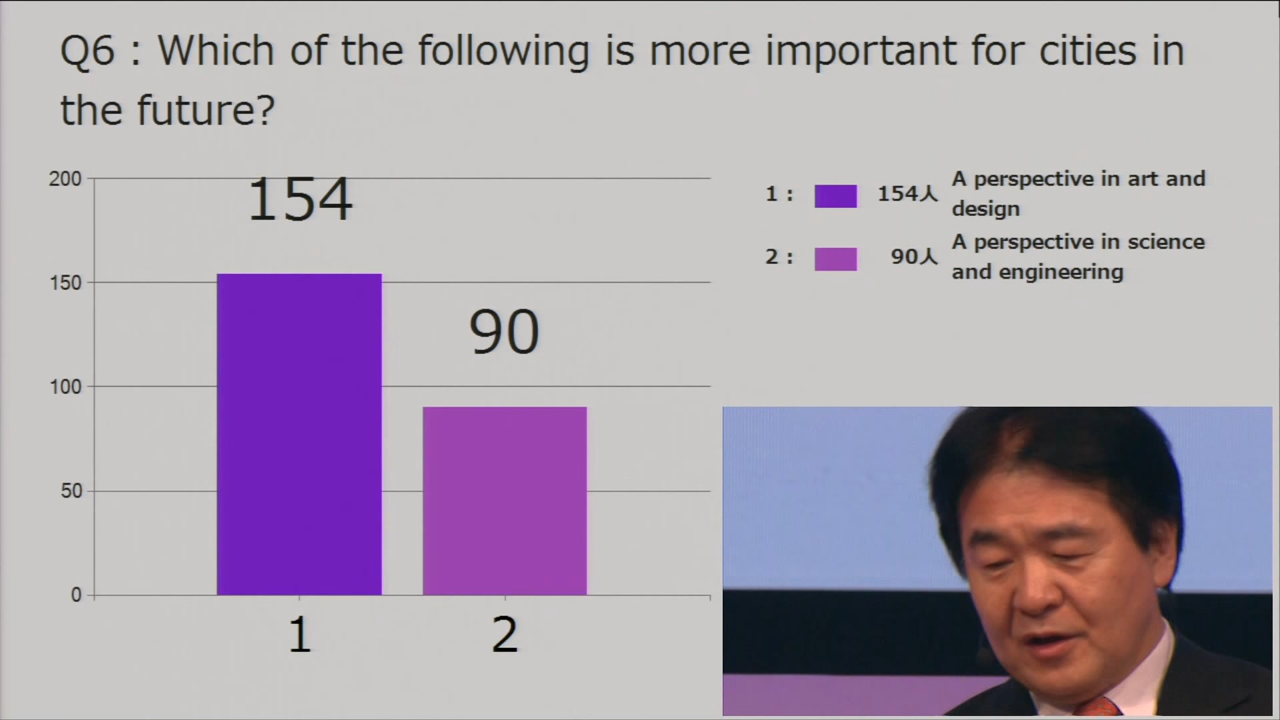 Q6 : Which of the following is more important for cities in
the future?
200
150
100
50
0
154
90
1
2
1 : 154人 A perspective in art and
design
2 : 90人 A perspective in science
and engineering